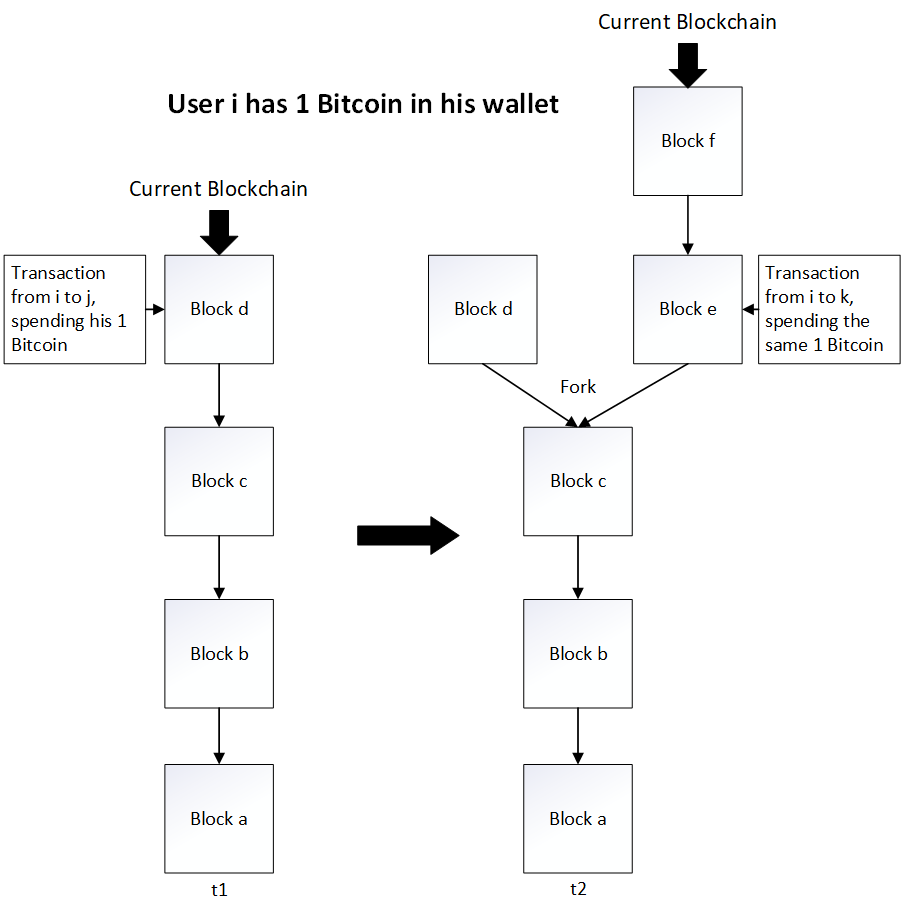 Current Blockchain
User i has 1 Bitcoin in his wallet
Block f
Current Blockchain
Transaction
from i to j,
spending his 1
Bitcoin
Block d
Block d
Block e
Transaction
from i to k,
spending the
same 1 Bitcoin
Fork
Block c
Block c
Block b
Block b
Block a
Block a
t1
t2